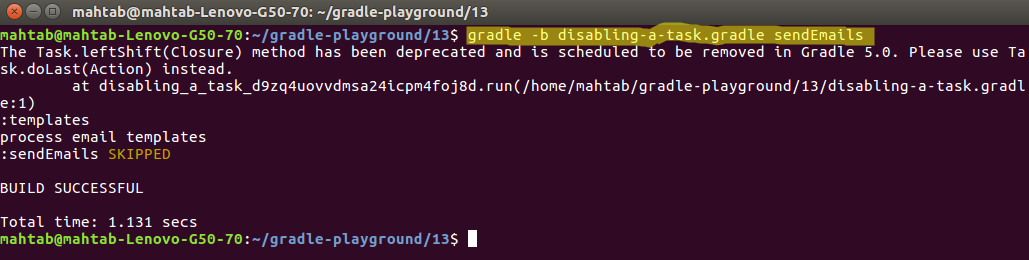 mahtab@mahtab-Lenovo-G50-70: ~/gradle-playground/13
mahtab@mahtab-Lenovo-G50-70:~/gradle-playground/13$ gradle -b disabling-a-task.gradle sendEmails
The Task.leftShift(Closure) method has been deprecated and is scheduled to be removed in Gradle 5.0. Please use Ta
sk.doLast(Action) instead.
        at disabling_a_task_d9zq4uovvdmsa24icpm4foj8d.run(/home/mahtab/gradle-playground/13/disabling-a-task.gradl
e:1)
:templates
process email templates
:sendEmails SKIPPED
BUILD SUCCESSFUL
Total time: 1.131 secs
mahtab@mahtab-Lenovo-G50-70:~/gradle-playground/13$